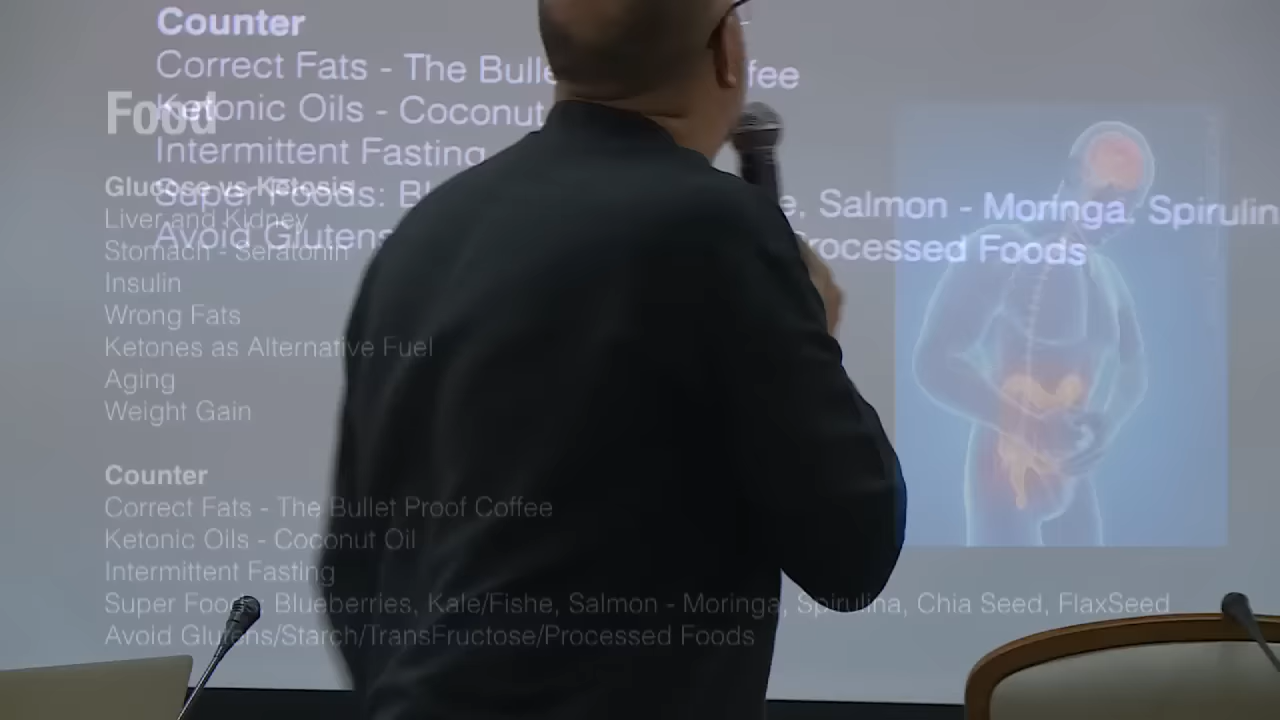 Counter
Correct Fats - The Bulle fee
Ketonic Oils - Coconut
Intermittent Fasting
Super Foods: Bl e, Salmon - Moringa, Spirulin
Avoid Glutens rocessed Foods
Food
Glucose vs Ketosis
Liver and Kidney
Stomach - Seratonin
Insulin
Wrong Fats
Ketones as Alternative Fuel
Aging
Weight Gain
Counter
Correct Fats - The Bullet Proof Coffee
Ketonic Oils - Coconut Oil
Intermittent Fasting
Super Foods Blueberries, Kale/Fishe, Salmon - Moringa, Spirulina, Chia Seed, FlaxSeed
Avoid Glutens/Starch/TransFructose/Processed Foods